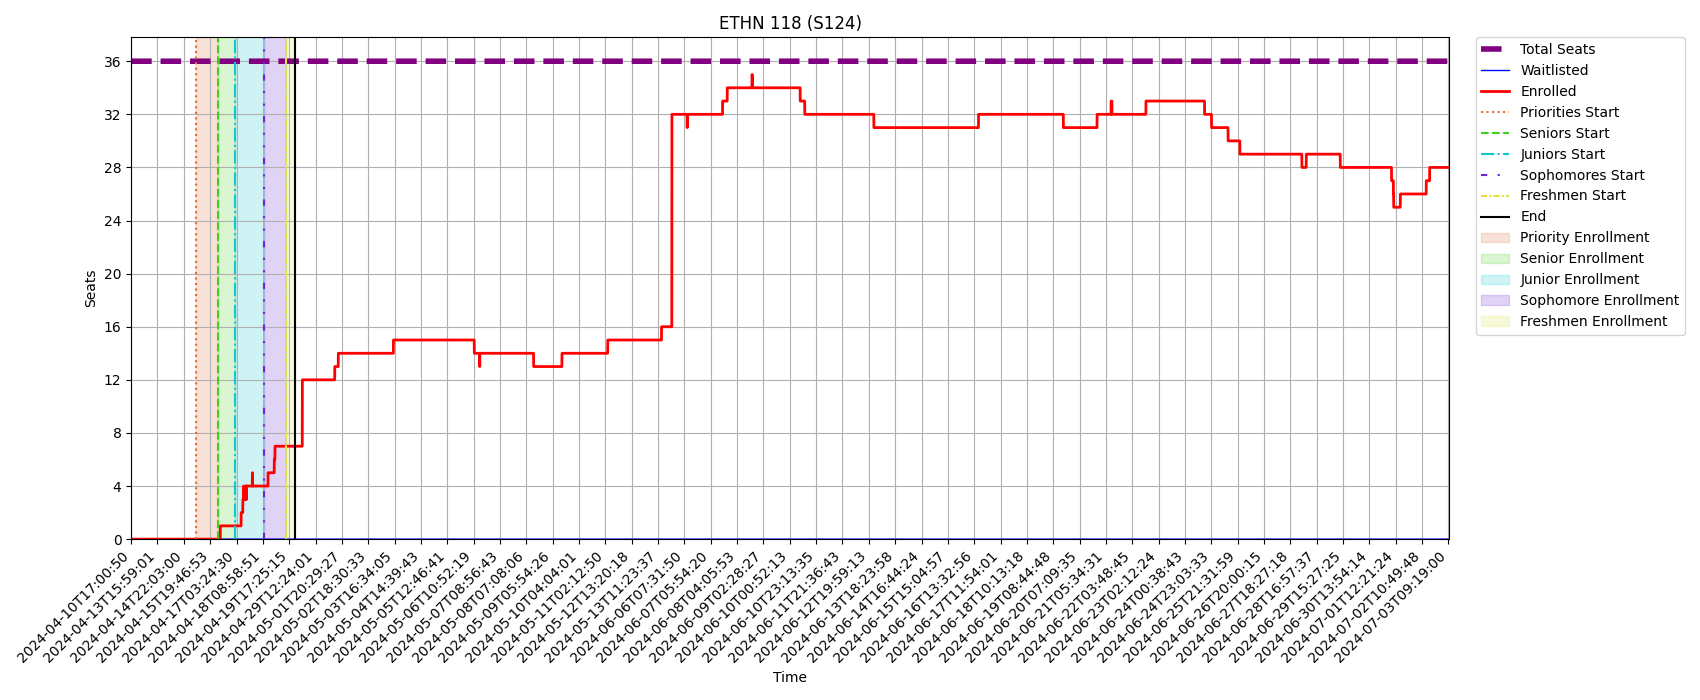 ETHN 118 (S124)
36
32
28
24
20
16
12
8
4
0
Seats
2024-04-10T17:00:50
2024-04-13T15:59:01
2024-04-14T22:03:00
2024-04-15T19:46:53
2024-04-17T03:24:30
2024-04-18T08:58:51
2024-04-19T17:25:15
2024-04-29T12:24:01
2024-05-01T20:29:27
2024-05-02T18:30:33
2024-05-03T16:34:05
2024-05-04T14:39:43
2024-05-05T12:46:41
2024-05-06T10:52:19
2024-05-07T08:56:43
2024-05-08T07:08:06
2024-05-09T05:54:26
2024-05-10T04:04:01
2024-05-11T02:12:50
2024-05-12T13:20:18
2024-05-13T11:23:37
2024-06-06T07:31:50
2024-06-07T05:54:20
2024-06-08T04:05:53
2024-06-09T02:28:27
2024-06-10T00:52:13
2024-06-10T23:13:35
2024-06-11T21:36:43
2024-06-12T19:59:13
2024-06-13T18:23:58
2024-06-14T16:44:24
2024-06-15T15:04:57
2024-06-16T13:32:56
2024-06-17T11:54:01
2024-06-18T10:13:18
2024-06-19T08:44:48
2024-06-20T07:09:35
2024-06-21T05:34:31
2024-06-22T03:48:45
2024-06-23T02:12:24
2024-06-24T00:38:43
2024-06-24T23:03:33
2024-06-25T21:31:59
2024-06-26T20:00:15
2024-06-27T18:27:18
2024-06-28T16:57:37
2024-06-29T15:27:25
2024-06-30T13:54:14
2024-07-01T12:21:24
2024-07-02T10:49:48
2024-07-03T09:19:00
Time
Total Seats
Waitlisted
Enrolled
Priorities Start
Seniors Start
Juniors Start
Sophomores Start
Freshmen Start
End
Priority Enrollment
Senior Enrollment
Junior Enrollment
Sophomore Enrollment
Freshmen Enrollment